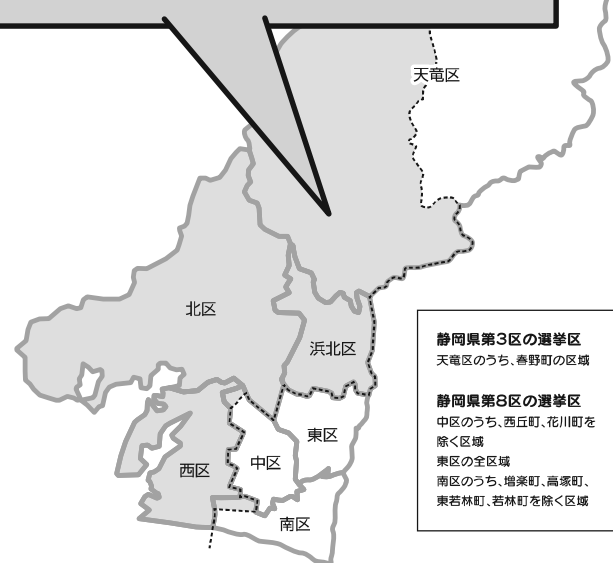 天竜区
北区
浜北区
東区
中区
西区
南区
静岡県第3区の選挙区
天竜区のうち、春野町の区域
静岡県第8区の選挙区
中区のうち、西丘町、花川町を
除く区域
東区の全区域
南区のうち、増楽町、高塚町、
東若林町、若林町を除く区域